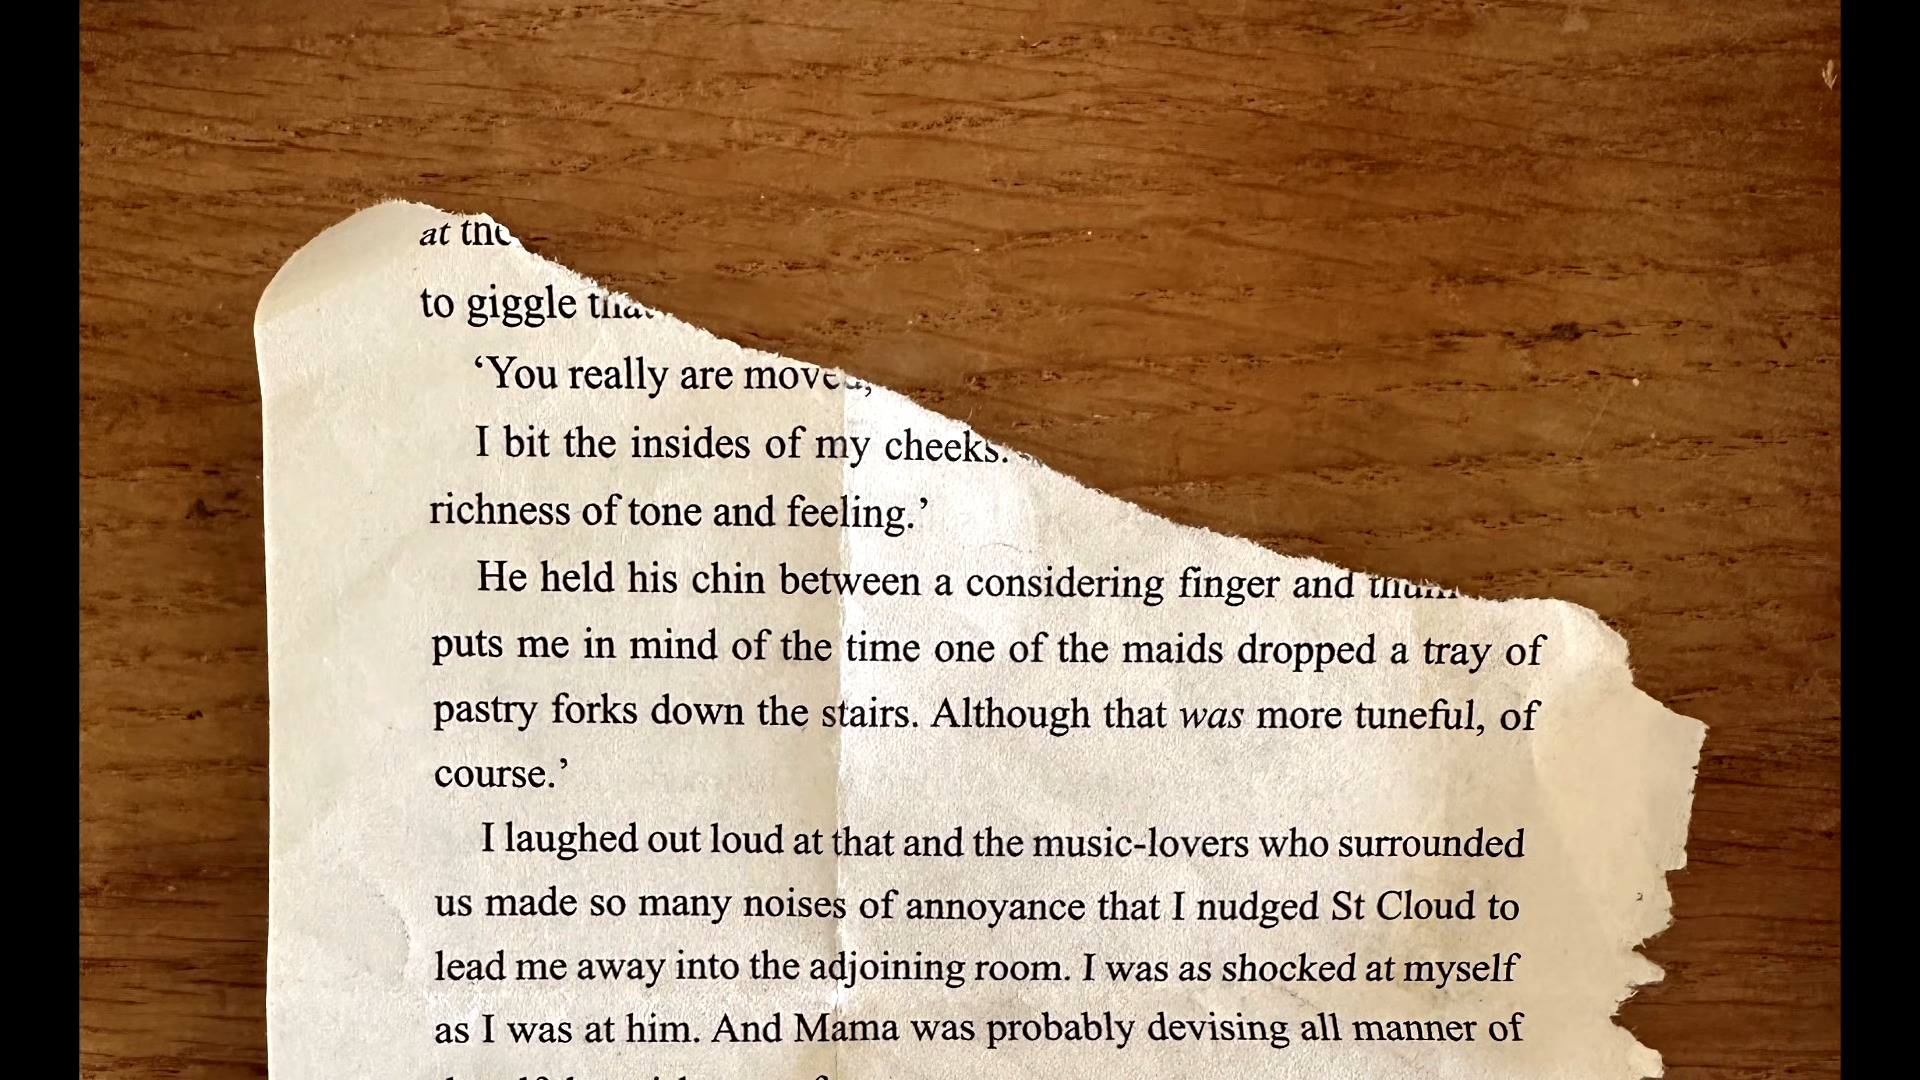 at the
to giggle that
‘You really are moved,
I bit the insides of my cheeks.
richness of tone and feeling.’
He held his chin between a considering finger and
puts me in mind of the time one of the maids dropped a tray of
pastry forks down the stairs. Although that was more tuneful, of
course.’
I laughed out loud at that and the music-lovers who surrounded
us made so many noises of annoyance that I nudged St Cloud to
lead me away into the adjoining room. I was as shocked at myself
as I was at him. And Mama was probably devising all manner of